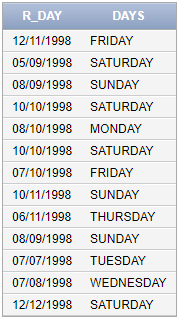 R_DAY DAYS
12/11/1998 FRIDAY
05/09/1998 SATURDAY
08/09/1998 SUNDAY
10/10/1998 SATURDAY
08/10/1998 MONDAY
10/10/1998 SATURDAY
07/10/1998 FRIDAY
10/11/1998 SUNDAY
06/11/1998 THURSDAY
08/09/1998 SUNDAY
07/07/1998 TUESDAY
07/08/1998 WEDNESDAY
12/12/1998 SATURDAY